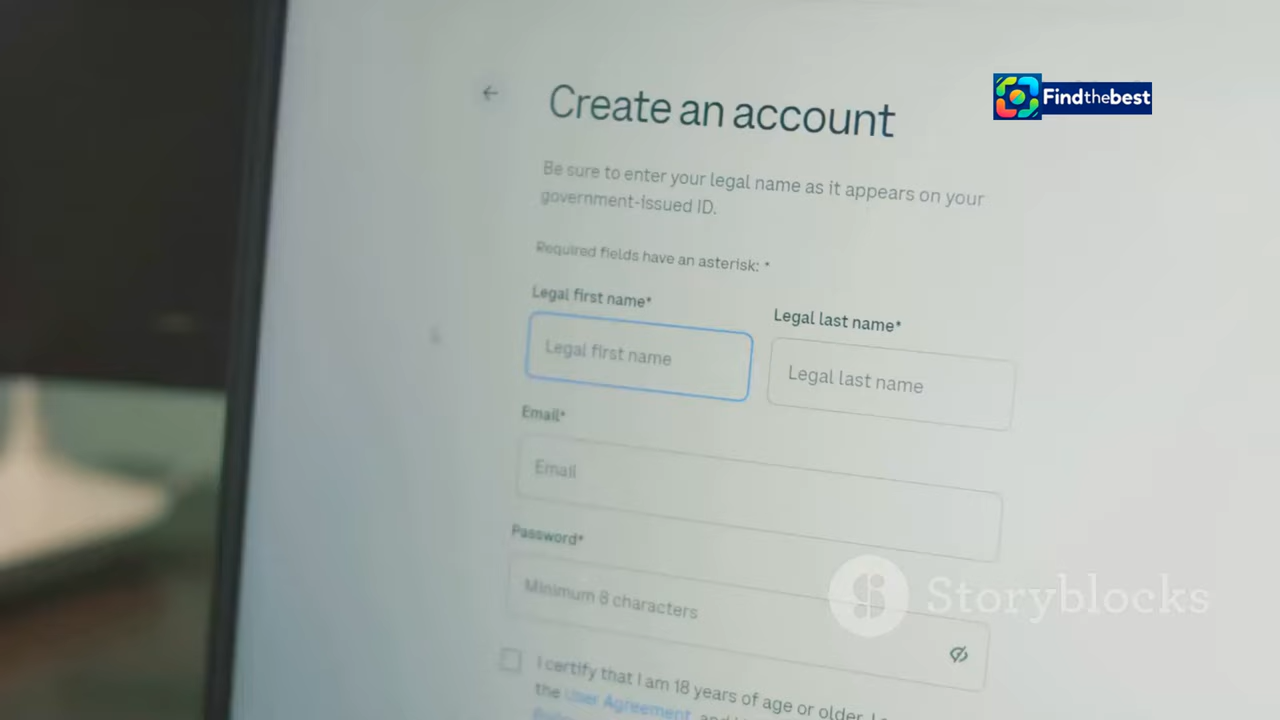 Findthebest
Create an account
Be sure to enter your legal name as it appears on your
government-issued ID.
Required fields have an asterisk: *
Legal first name*
Legal last name*
Legal first name
Legal last name
Email*
Email
Password*
Minimum 8 characters
Storyblocks
I certify that I am 18 years of age or older, I
the User Agreement, and